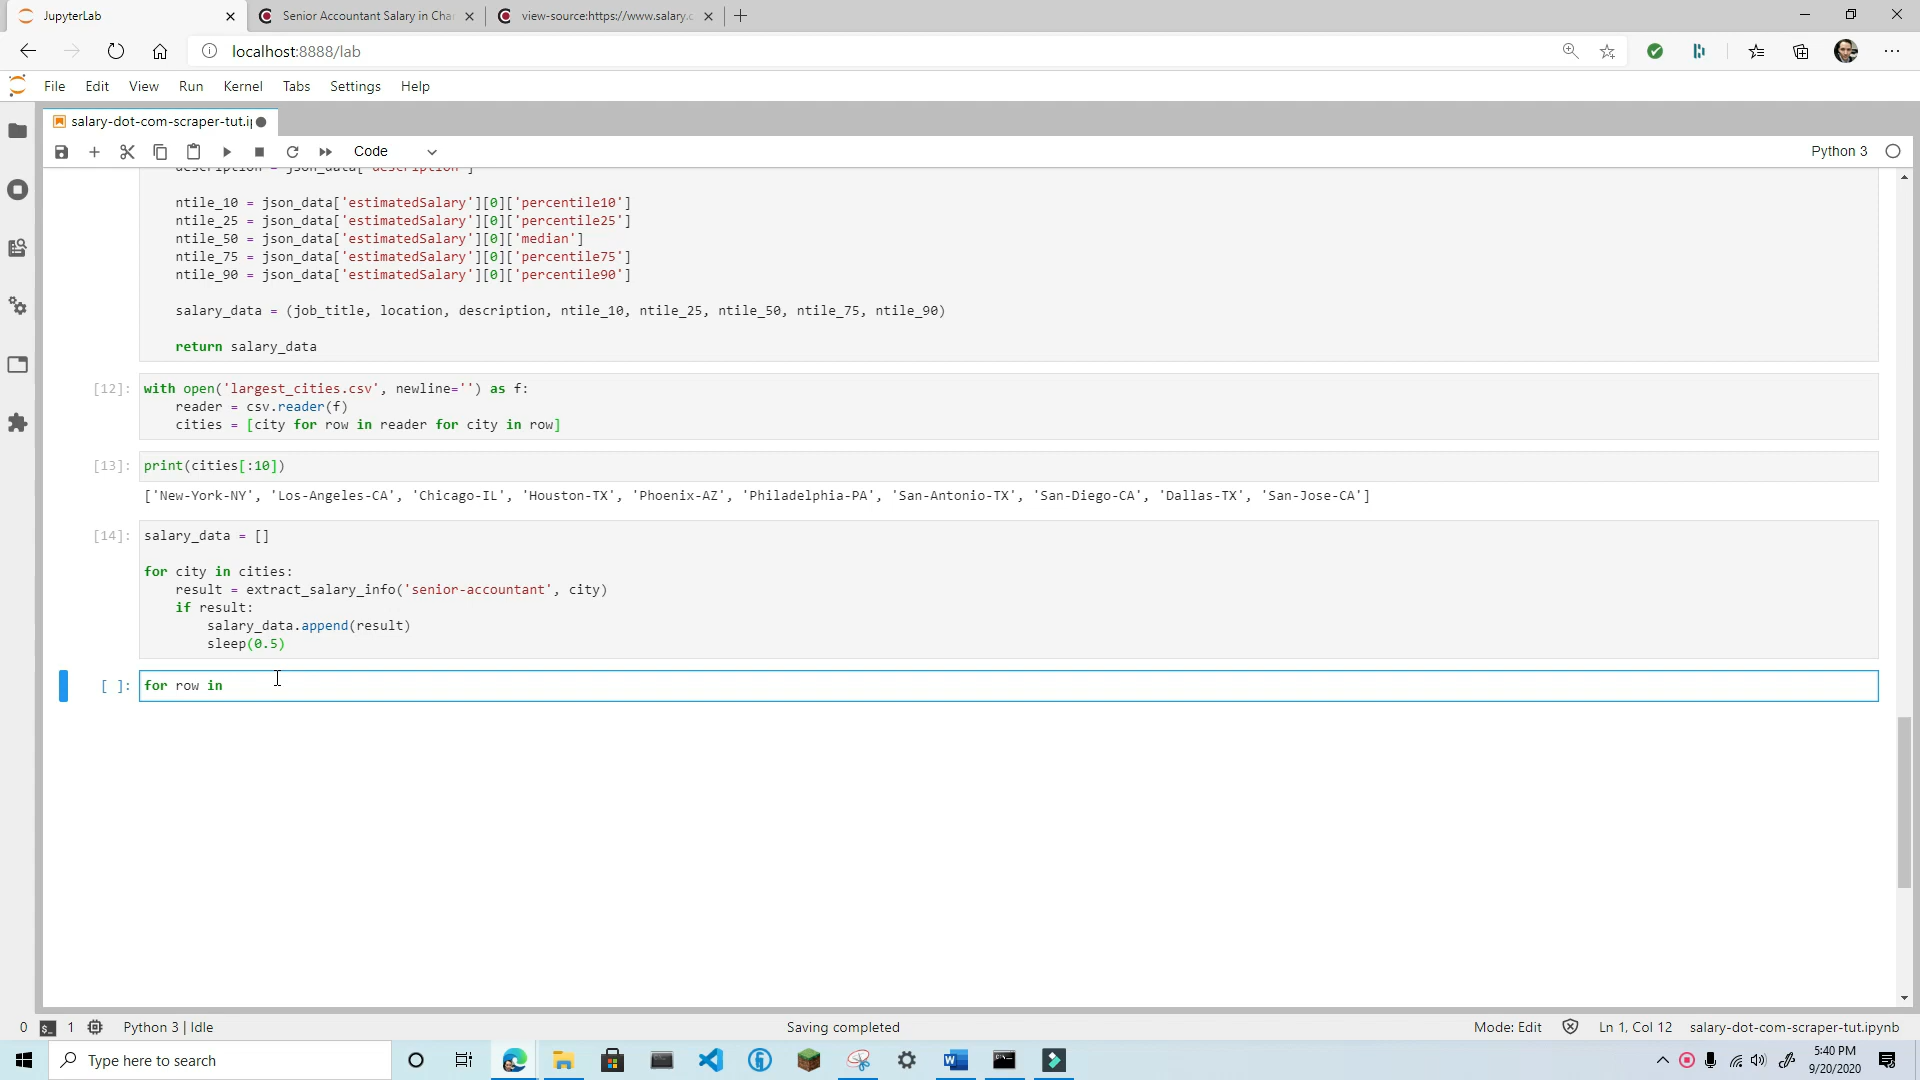 JupyterLab
Senior Accountant Salary in Cha
view-source:https://www.salary.c
localhost:8888/lab
File Edit View Run Kernel Tabs Settings Help
salary-dot-com-scraper-tut.i
Code
Python 3
description = json_data['description']
ntile_10 = json_data['estimatedSalary'][0]['percentile10']
ntile_25 = json_data['estimatedSalary'][0]['percentile25']
ntile_50 = json_data['estimatedSalary'][0]['median']
ntile_75 = json_data['estimatedSalary'][0]['percentile75']
ntile_90 = json_data['estimatedSalary'][0]['percentile90']
salary_data = (job_title, location, description, ntile_10, ntile_25, ntile_50, ntile_75, ntile_90)
return salary_data
[12]: with open('largest_cities.csv', newline='') as f:
reader = csv.reader(f)
cities = [city for row in reader for city in row]
[13]: print(cities[:10])
['New-York-NY', 'Los-Angeles-CA', 'Chicago-IL', 'Houston-TX', 'Phoenix-AZ', 'Philadelphia-PA', 'San-Antonio-TX', 'San-Diego-CA', 'Dallas-TX', 'San-Jose-CA']
[14]: salary_data = []
for city in cities:
result = extract_salary_info('senior-accountant', city)
if result:
salary_data.append(result)
sleep(0.5)
[ ]: for row in
0 1 Python 3 | Idle Saving completed Mode: Edit Ln 1, Col 12 salary-dot-com-scraper-tut.ipynb
Type here to search
5:40 PM
9/20/2020